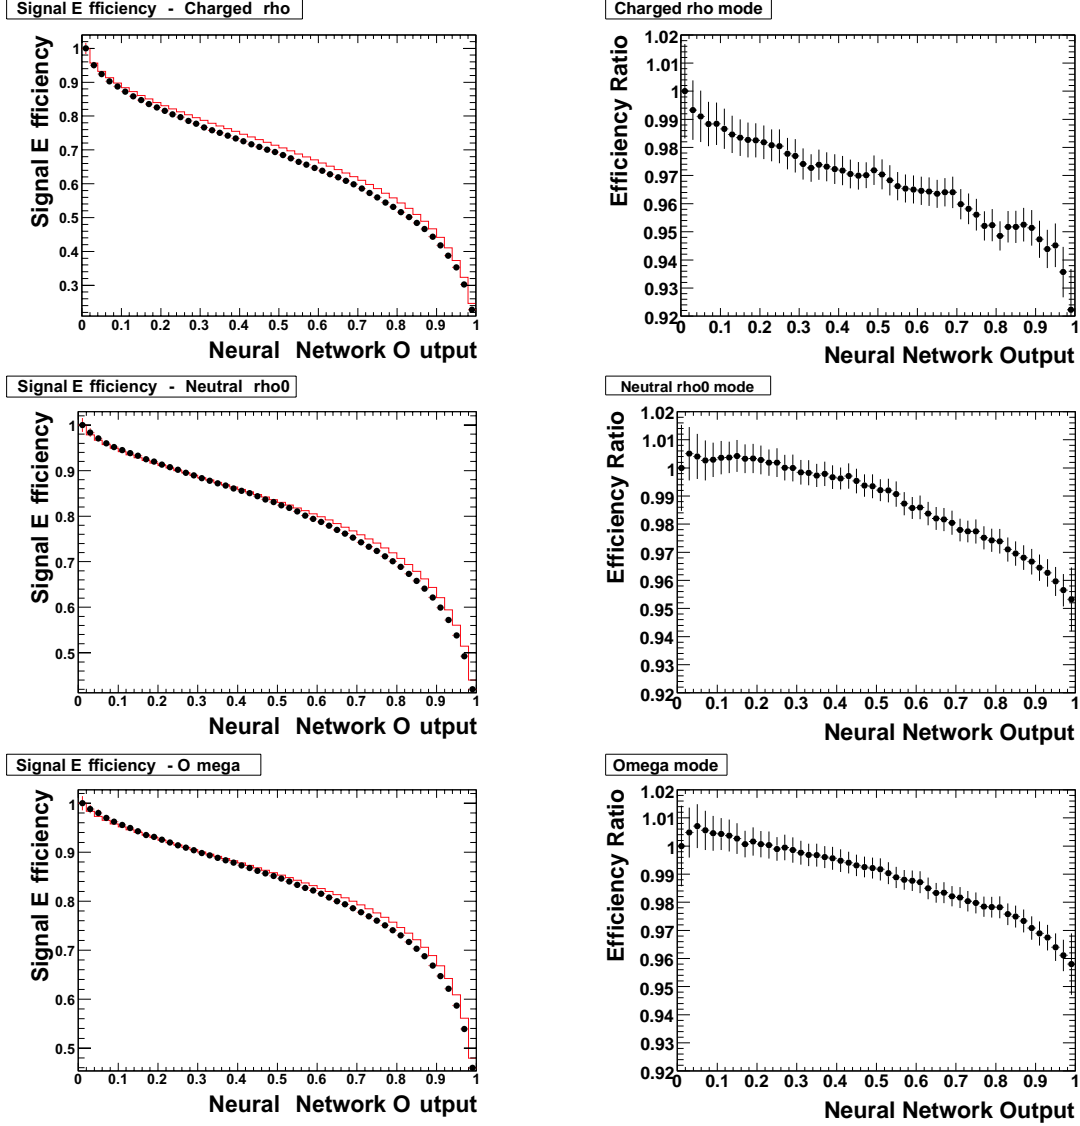 Signal E fficiency - Charged rho
Signal E fficiency
1
0.9
0.8
0.7
0.6
0.5
0.4
0.3
0 0.1 0.2 0.3 0.4 0.5 0.6 0.7 0.8 0.9 1
Neural Network O utput
Charged rho mode
Efficiency Ratio
1.02
1.01
1
0.99
0.98
0.97
0.96
0.95
0.94
0.93
0.92
0 0.1 0.2 0.3 0.4 0.5 0.6 0.7 0.8 0.9 1
Neural Network Output
Signal E fficiency - Neutral rho0
Signal E fficiency
1
0.9
0.8
0.7
0.6
0.5
0 0.1 0.2 0.3 0.4 0.5 0.6 0.7 0.8 0.9 1
Neural Network O utput
Neutral rho0 mode
Efficiency Ratio
1.02
1.01
1
0.99
0.98
0.97
0.96
0.95
0.94
0.93
0.92
0 0.1 0.2 0.3 0.4 0.5 0.6 0.7 0.8 0.9 1
Neural Network Output
Signal E fficiency - O mega
Signal E fficiency
1
0.9
0.8
0.7
0.6
0.5
0 0.1 0.2 0.3 0.4 0.5 0.6 0.7 0.8 0.9 1
Neural Network O utput
Omega mode
Efficiency Ratio
1.02
1.01
1
0.99
0.98
0.97
0.96
0.95
0.94
0.93
0.92
0 0.1 0.2 0.3 0.4 0.5 0.6 0.7 0.8 0.9 1
Neural Network Output